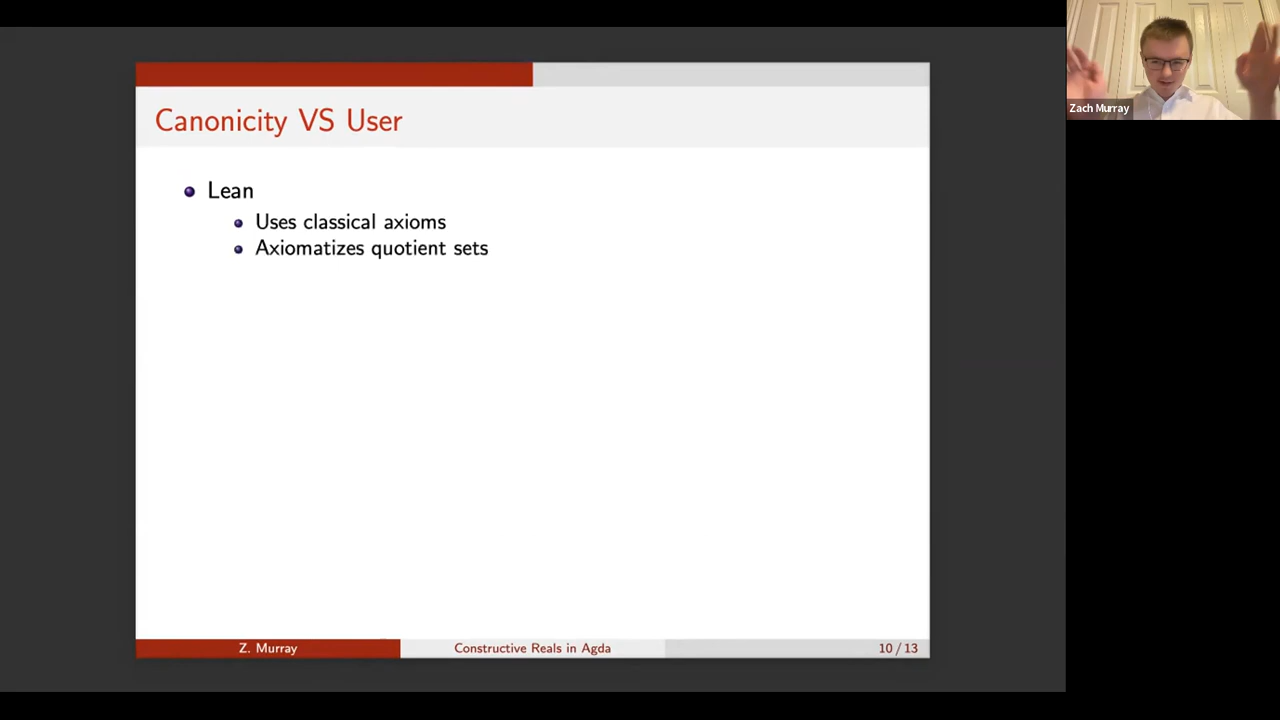 Canonicity VS User
Lean
Uses classical axioms
Axiomatizes quotient sets
Z. Murray
Constructive Reals in Agda
10 / 13
Zach Murray